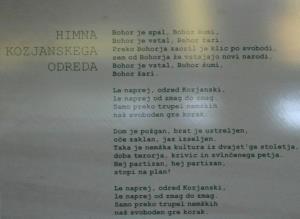 HIMNA
KOZJANSKEGA
ODREDA
Bohor je spal, Bohor šumi,
Bohor je vstal, Bohor žari.
Preko Bohorja zaoril je klic po svobodi,
sem od Bohorja že vstajajo novi narodi.
Bohor je vstal, Bohor šumi,
Bohor žari.
Le naprej, odred Kozjanski,
le naprej od zmag do zmag.
Samo preko trupel nemških
naš svoboden gre korak.
Dom je požgan, brat je ustreljen,
oče zaklan, jaz izseljen.
Taka je nemška kultura iz dvajst'ga stoletja,
doba terorja, krivic in svinčenega petja.
Hej partizan, hej partizan,
stopi na plan!
Le naprej, odred Kozjanski,
le naprej od zmag do zmag.
Samo preko trupel nemških
naš svoboden gre korak.